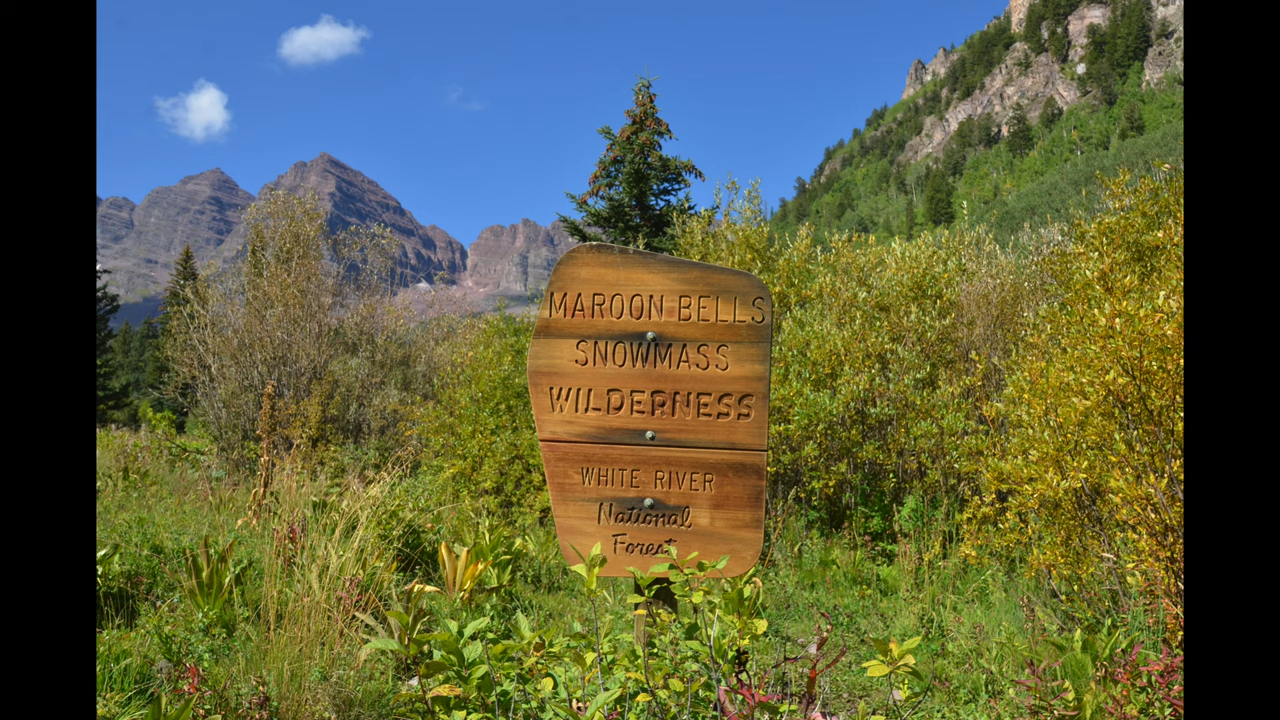 MAROON BELLS
SNOWMASS
WILDERNESS
WHITE RIVER
National
Forest